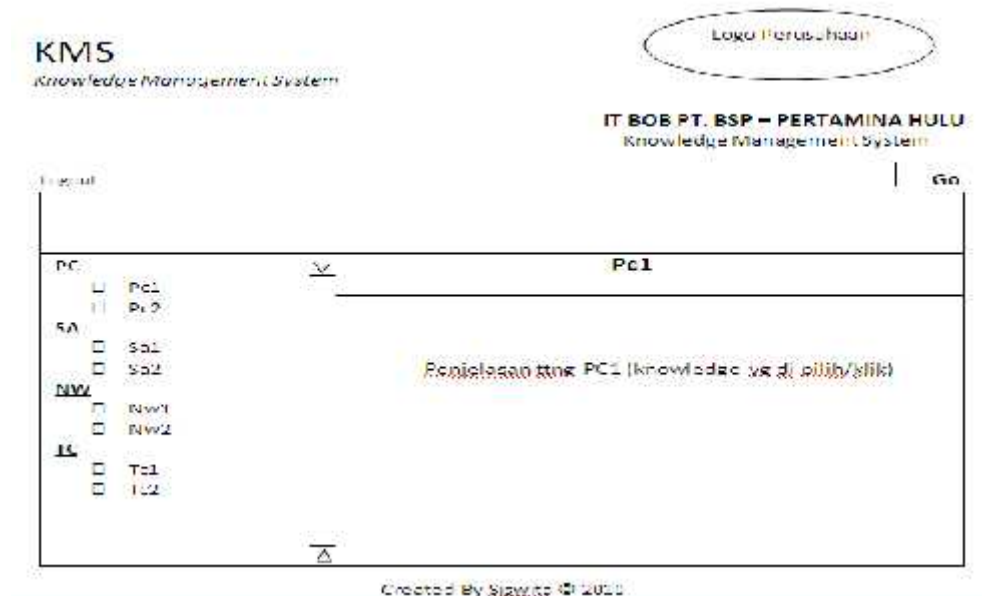 Logo Perusahaan
KMS
Knowledge Management System
IT BOB PT. BSP – PERTAMINA HULU
Knowledge Management System
Logout
Go
PC
Pc1
Pc1
Pc2
SA
Sa1
Sa2
Penjelasan ttng PC1 (knowledge yg di pilih/klik)
NW
Nw1
Nw2
TC
Tc1
Tc2
Created By Siswita ©